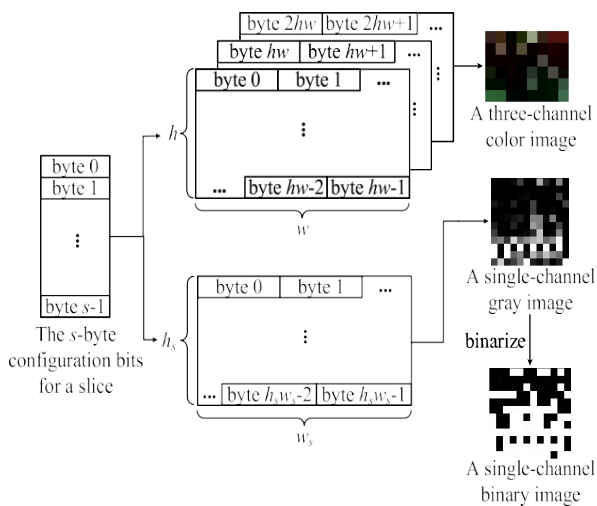 byte 2hw byte 2hw+1 ...
byte hw byte hw+1 ...
byte 0 byte 1 ...
h
...
byte hw-2 byte hw-1
w
A three-channel
color image
byte 0
byte 1
byte s-1
The s-byte
configuration bits
for a slice
byte 0 byte 1 ...
hₛ
... byte hₛwₛ-2 byte hₛwₛ-1
wₛ
A single-channel
gray image
binarize
A single-channel
binary image